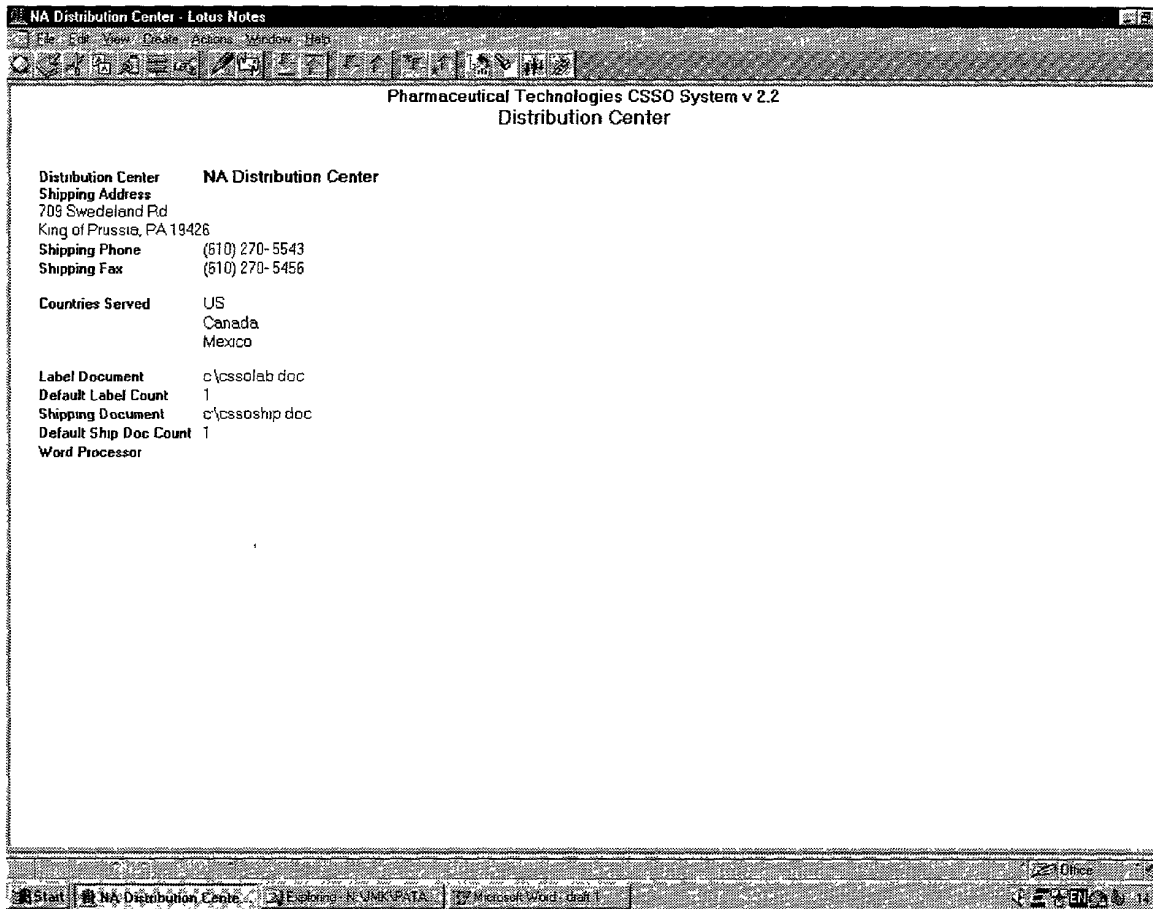 NA Distribution Center - Lotus Notes
File Edit View Create Actions Window Help
Pharmaceutical Technologies CSSO System v 2.2
Distribution Center
Distribution Center NA Distribution Center
Shipping Address
709 Swedeland Rd
King of Prussia, PA 19426
Shipping Phone (610) 270-5543
Shipping Fax (610) 270-5456
Countries Served US
Canada
Mexico
Label Document c\cssolab doc
Default Label Count 1
Shipping Document c\cssoship doc
Default Ship Doc Count 1
Word Processor
Office
Start NA Distribution Cente... Exploring - Microsoft Word - draft 1 EN 14